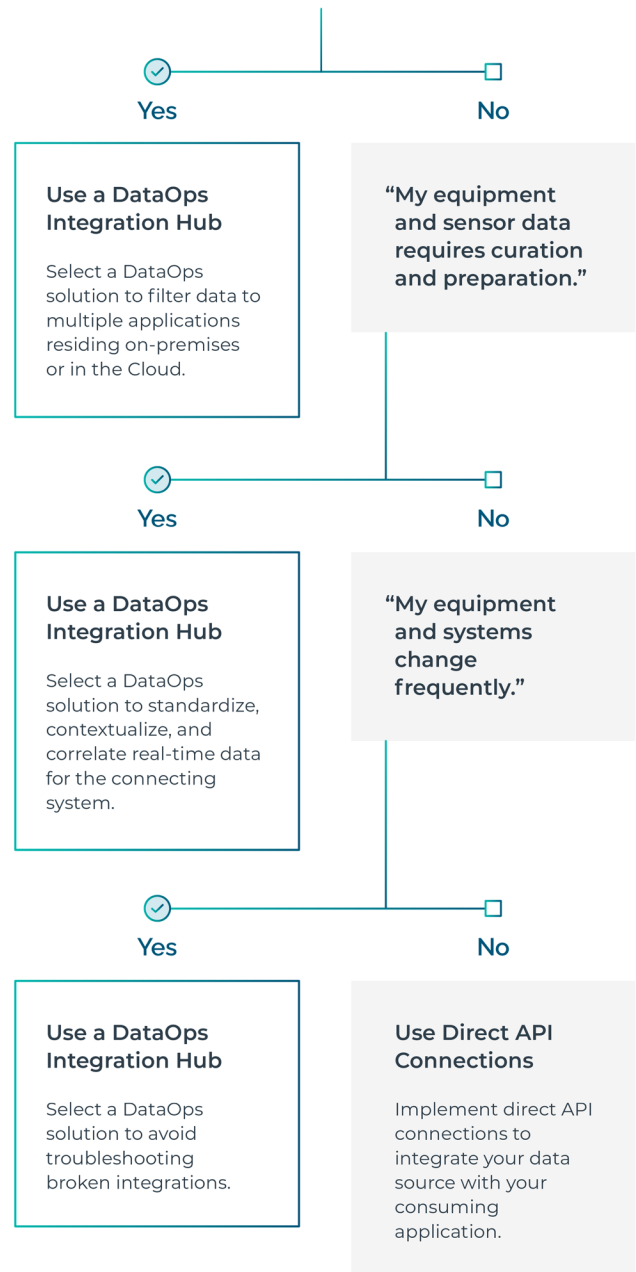 Yes
No
Use a DataOps
Integration Hub
Select a DataOps
solution to filter data to
multiple applications
residing on-premises
or in the Cloud.
“My equipment
and sensor data
requires curation
and preparation.”
Yes
No
Use a DataOps
Integration Hub
Select a DataOps
solution to standardize,
contextualize, and
correlate real-time data
for the connecting
system.
“My equipment
and systems
change
frequently.”
Yes
No
Use a DataOps
Integration Hub
Select a DataOps
solution to avoid
troubleshooting
broken integrations.
Use Direct API
Connections
Implement direct API
connections to
integrate your data
source with your
consuming
application.